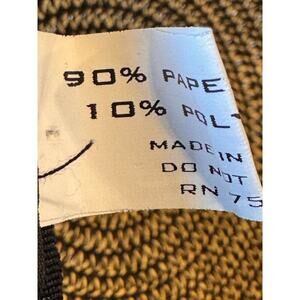 90% PAPE
10% POL
MADE IN
DO NOT
RN 75